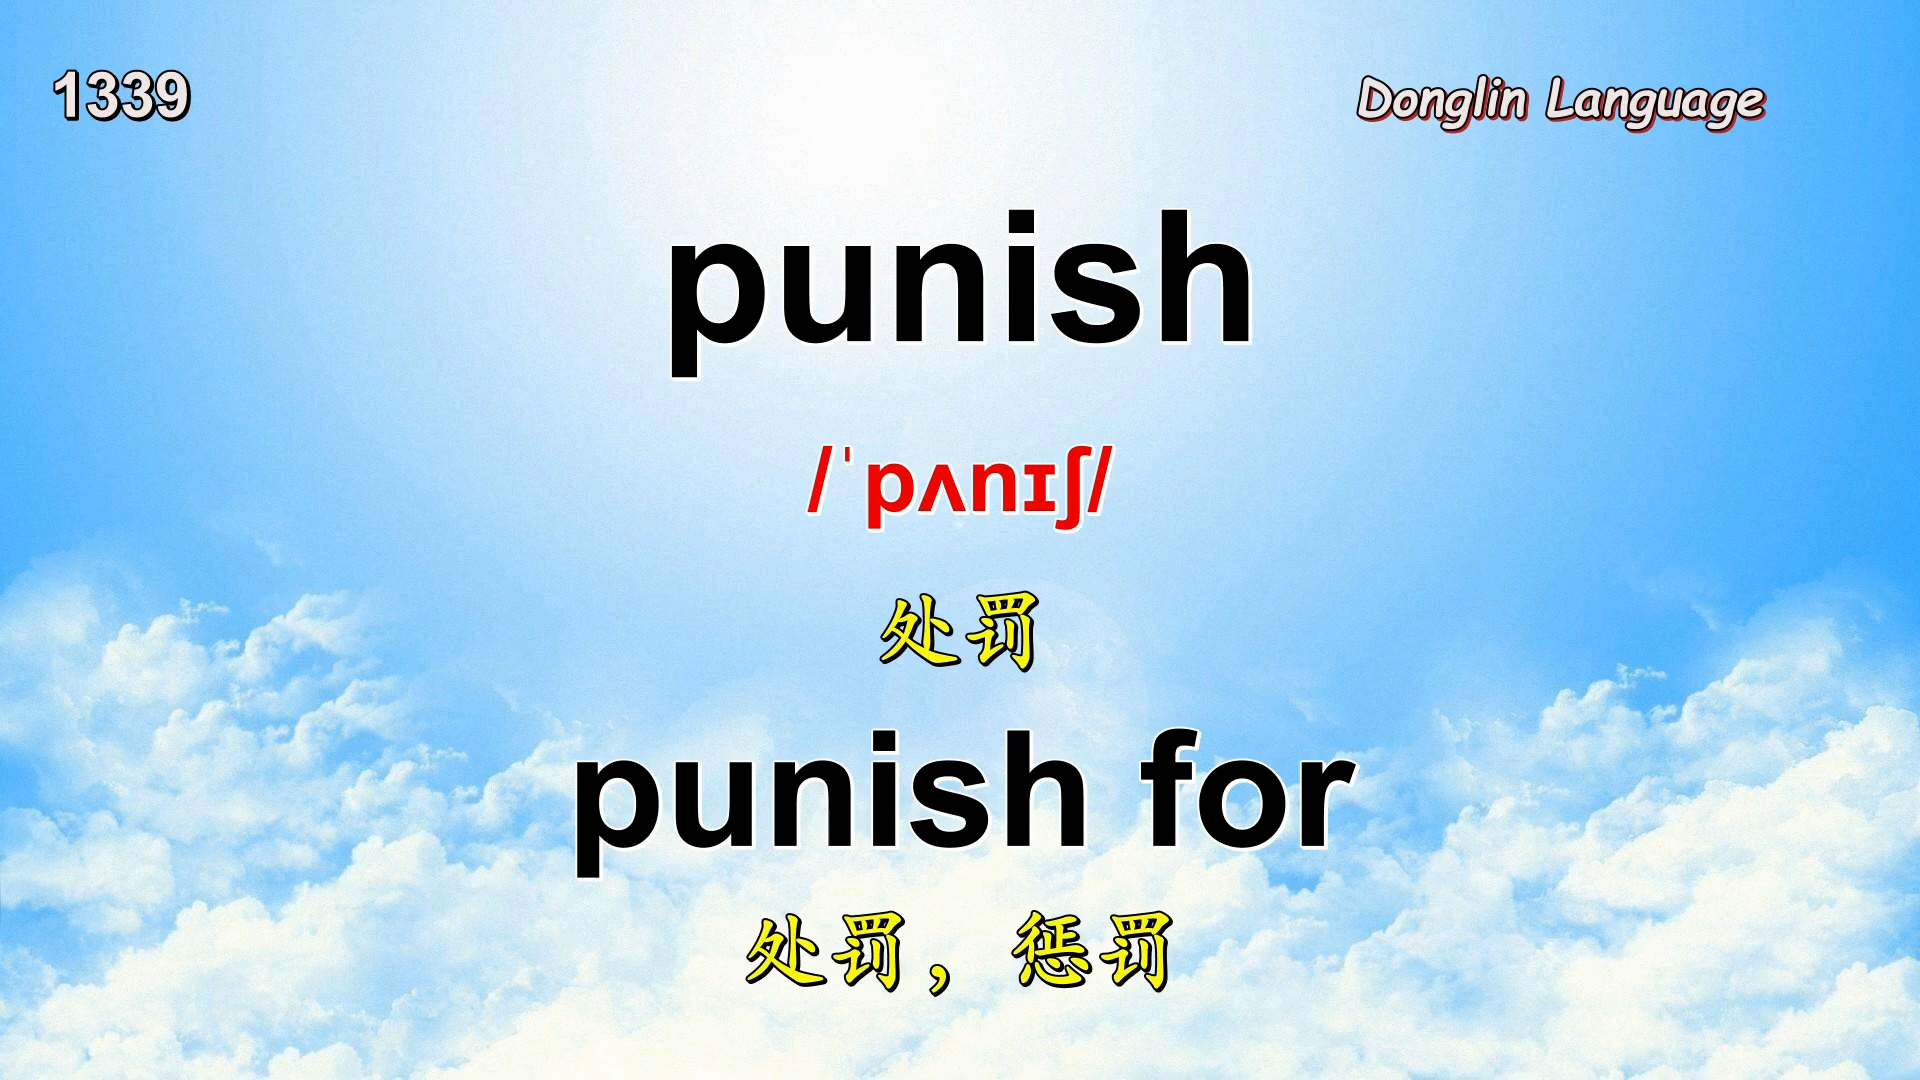 1339
Donglin Language
punish
/ˈpʌnɪʃ/
处罚
punish for
处罚，惩罚